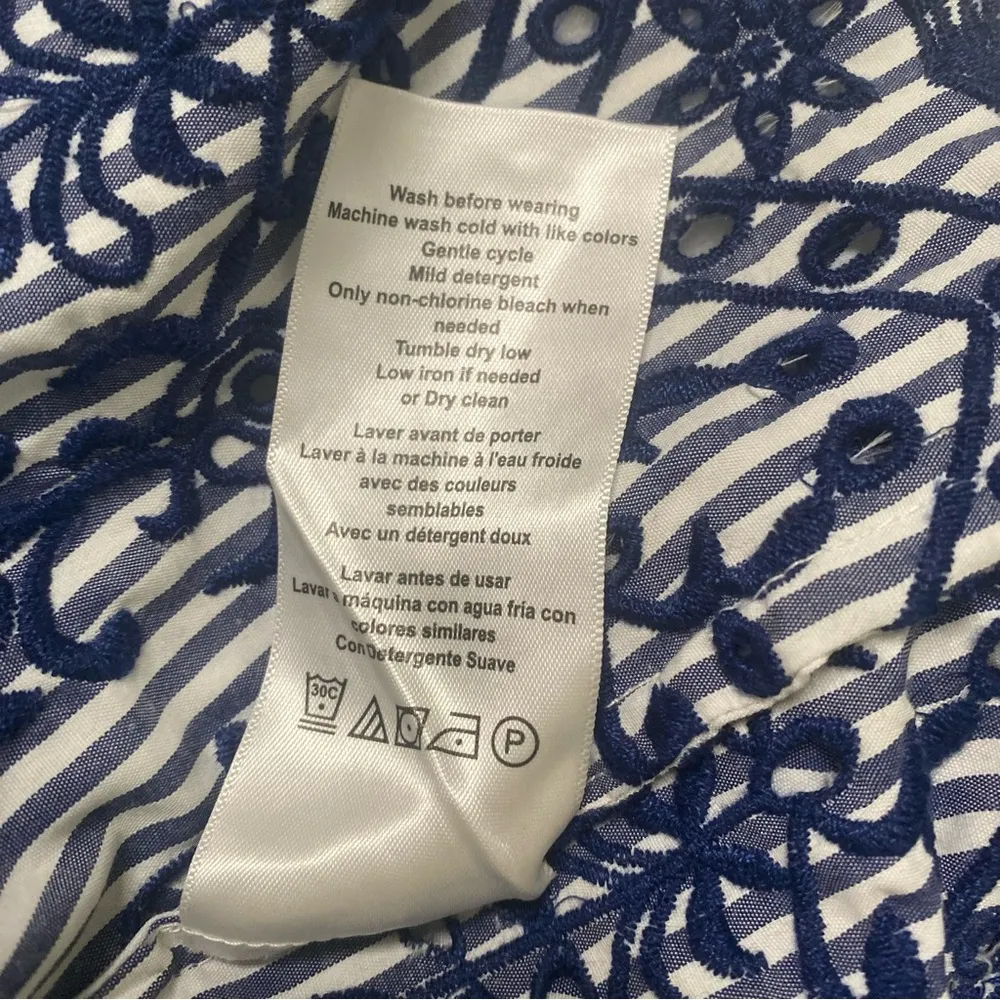 Wash before wearing
Machine wash cold with like colors
Gentle cycle
Mild detergent
Only non-chlorine bleach when
needed
Tumble dry low
Low iron if needed
or Dry clean
Laver avant de porter
Laver à la machine à l'eau froide
avec des couleurs
semblables
Avec un détergent doux
Lavar antes de usar
Lavar máquina con agua fría con
colores similares
Con Detergente Suave
30C
P